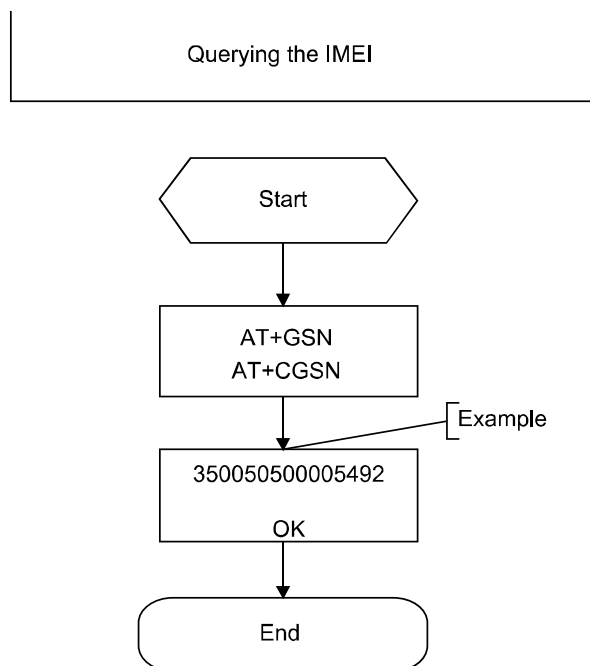 Querying the IMEI
Start
AT+GSN
AT+CGSN
Example
350050500005492
OK
End